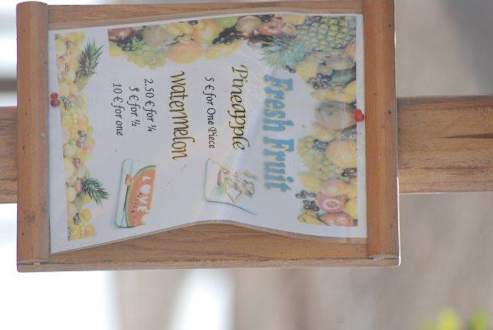 Fresh Fruit
Pineapple
5 € for One Piece
Watermelon
2.50 € for ¼
5 € for ½
10 € for one
LOVE